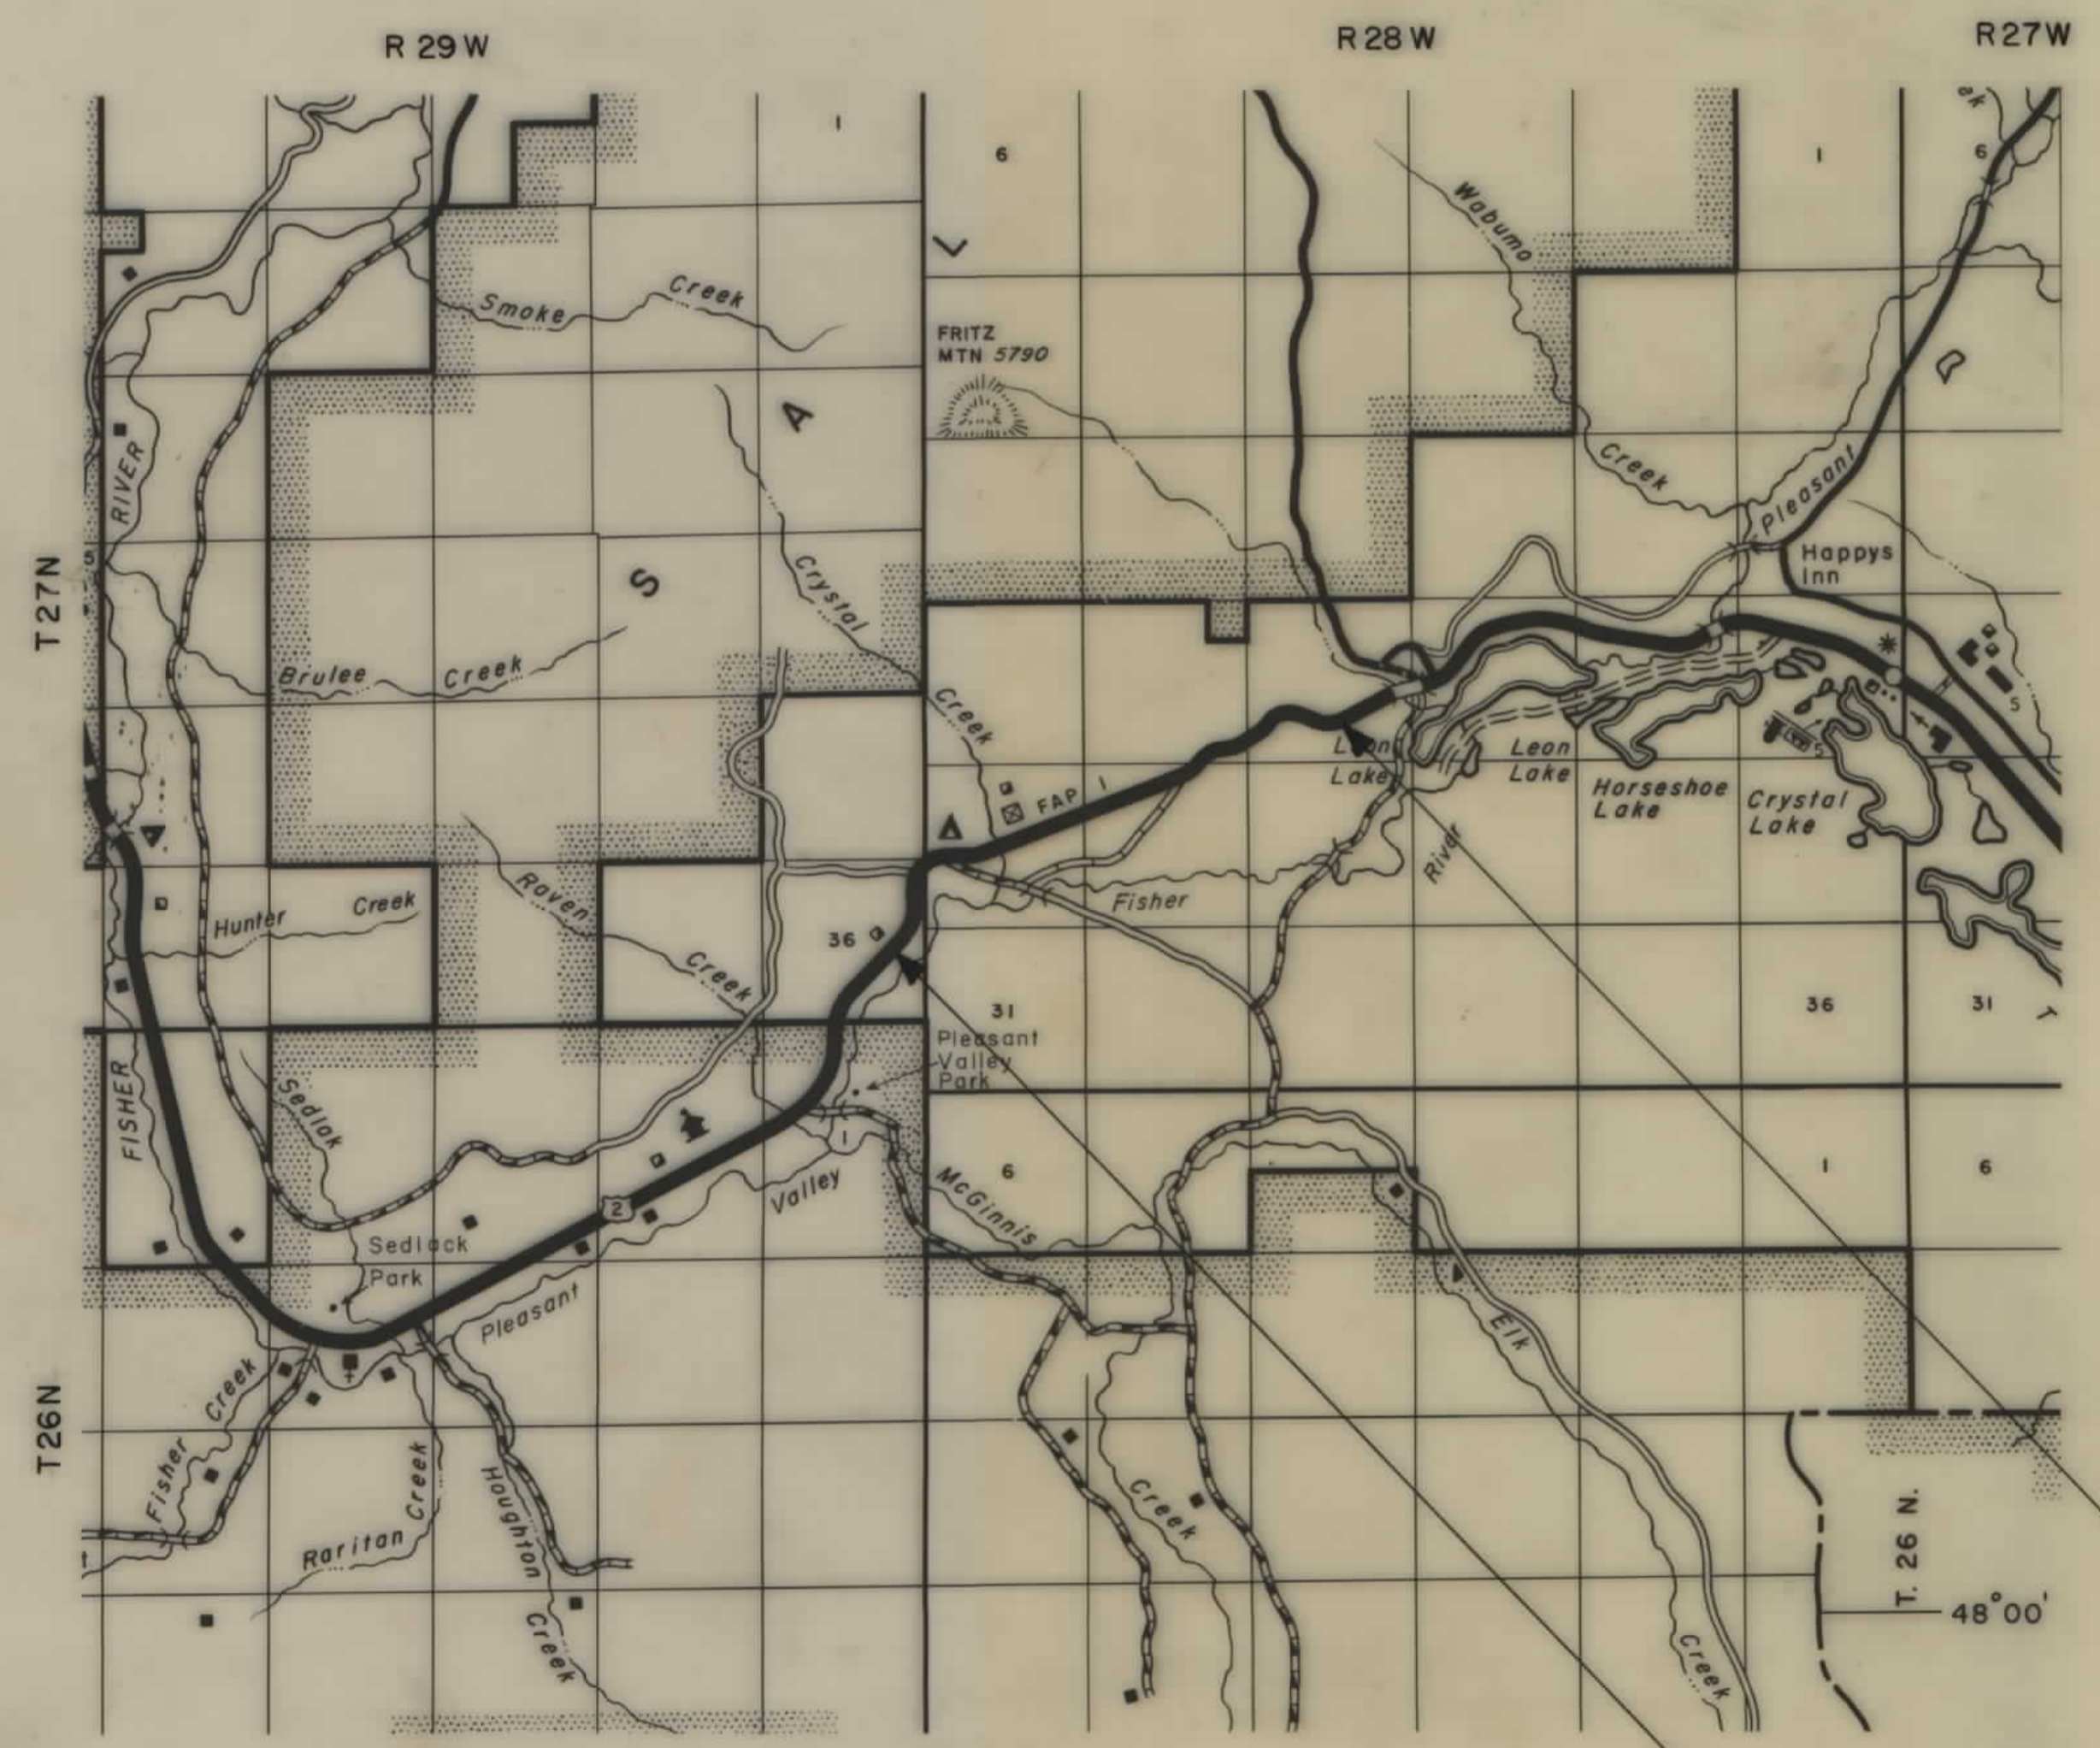 R 29 W
R 28 W
R 27 W
1
6
1
6
ek
Wabumo
Smoke Creek
FRITZ
MTN 5790
A
RIVER
Creek
Pleasant
T27N
5
S
Crystal
Happys
Inn
Brulee Creek
Creek
S
Leon
Lake
Leon
Lake
Horseshoe
Lake
Crystal
Lake
S
FAP 1
River
Hunter Creek
Raven
Fisher
36
Creek
31
36
31
T
Pleasant
Valley
Park
FISHER
Sedlak
1
Valley
McGinnis
6
1
6
2
Sedlack
Park
Pleasant
Elk
Creek
T26N
Fisher
Creek
Houghton
Creek
Raritan
t
T. 26 N.
48°00'
Creek
Creek